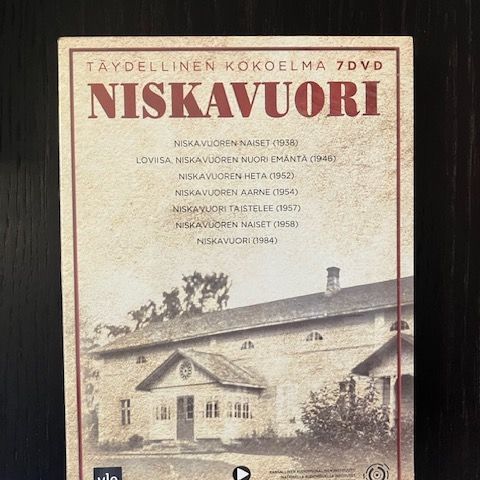 TÄYDELLINEN KOKOELMA 7DVD
NISKAVUORI
NISKAVUOREN NAISET (1938)
LOVIISA, NISKAVUOREN NUORI EMÄNTÄ (1946)
NISKAVUOREN HETA (1952)
NISKAVUOREN AARNE (1954)
NISKAVUORI TAISTELEE (1957)
NISKAVUOREN NAISET (1958)
NISKAVUORI (1984)
yle